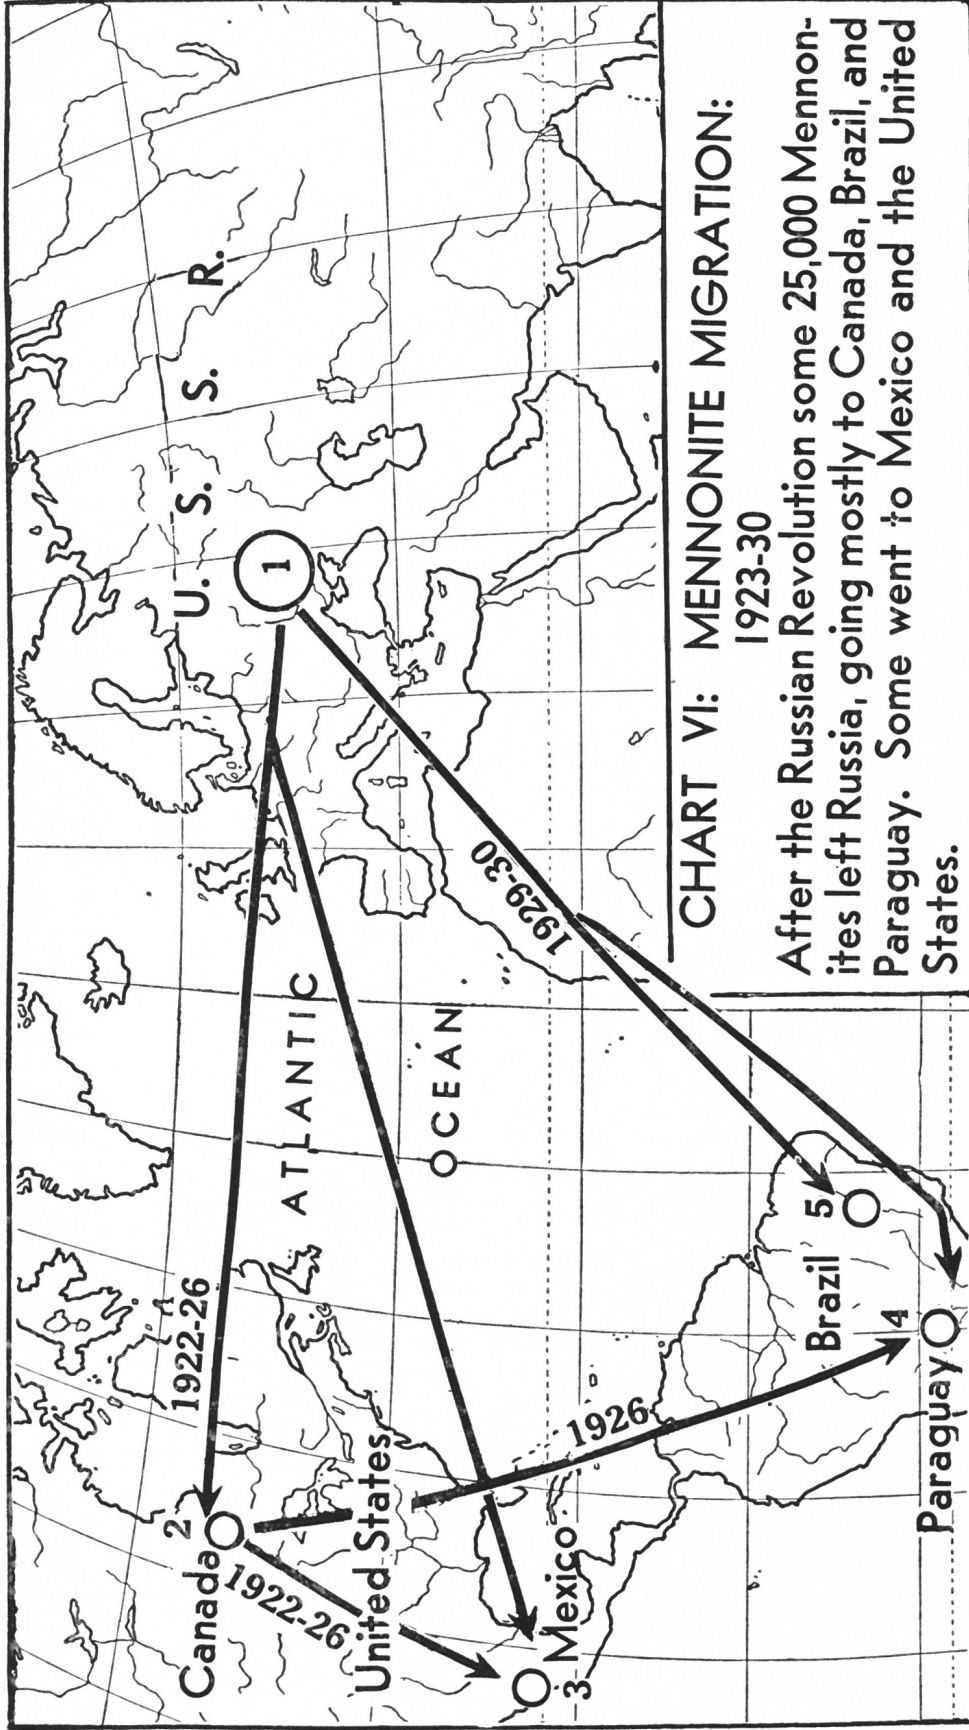 CHART VI: MENNONITE MIGRATION:
1923-30
After the Russian Revolution some 25,000 Mennon-
ites left Russia, going mostly to Canada, Brazil, and
Paraguay. Some went to Mexico and the United
States.
U. S. S. R.
1
1922-26
2
Canada
1922-26
United States
ATLANTIC
OCEAN
1929-30
1926
Mexico
3
Brazil
5
4
Paraguay